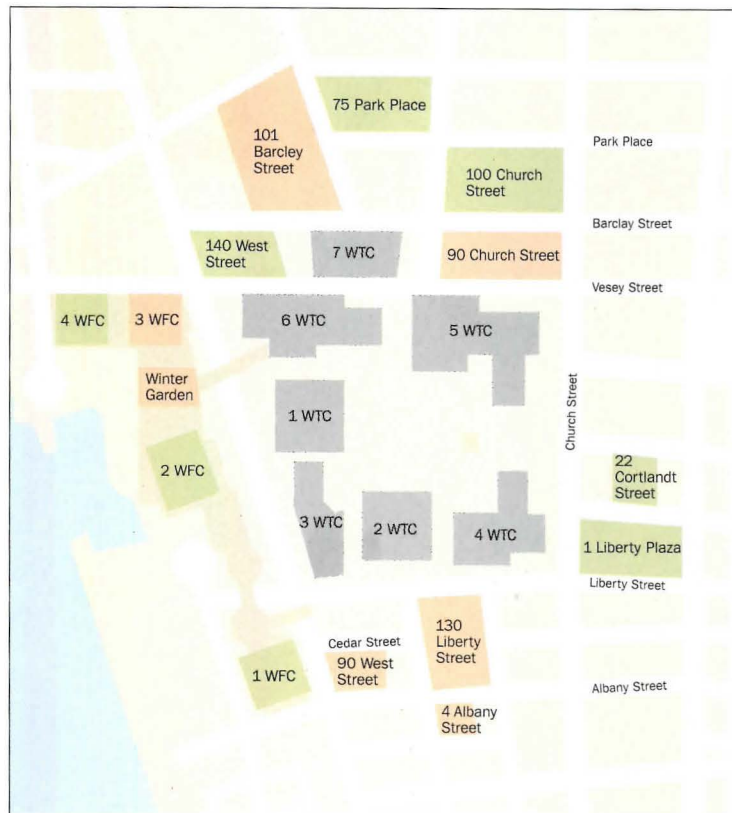 75 Park Place
101
Barcley
Street
Park Place
100 Church
Street
Barclay Street
140 West
Street
7 WTC
90 Church Street
Vesey Street
4 WFC
3 WFC
6 WTC
5 WTC
Winter
Garden
1 WTC
Church Street
2 WFC
22
Cortlandt
Street
3 WTC
2 WTC
4 WTC
1 Liberty Plaza
Liberty Street
130
Liberty
Street
Cedar Street
90 West
Street
1 WFC
Albany Street
4 Albany
Street